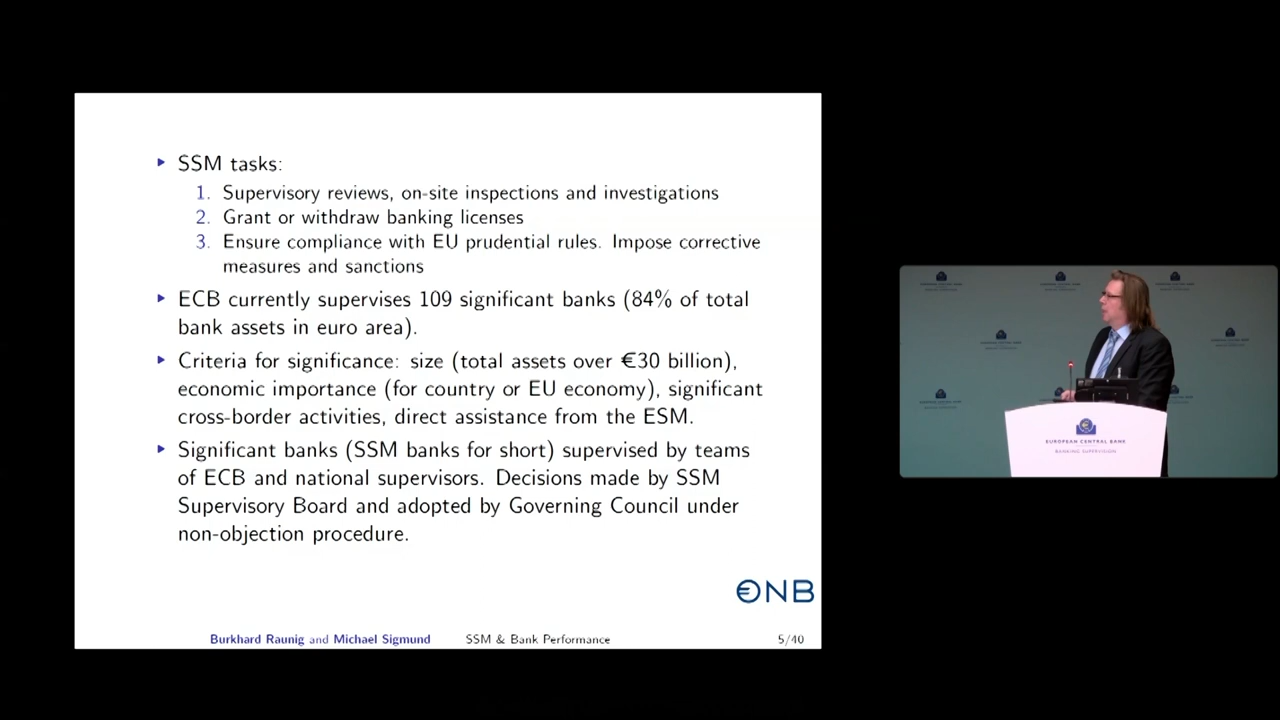 SSM tasks:
1. Supervisory reviews, on-site inspections and investigations
2. Grant or withdraw banking licenses
3. Ensure compliance with EU prudential rules. Impose corrective
measures and sanctions
ECB currently supervises 109 significant banks (84% of total
bank assets in euro area).
Criteria for significance: size (total assets over €30 billion),
economic importance (for country or EU economy), significant
cross-border activities, direct assistance from the ESM.
Significant banks (SSM banks for short) supervised by teams
of ECB and national supervisors. Decisions made by SSM
Supervisory Board and adopted by Governing Council under
non-objection procedure.
ONB
Burkhard Raunig and Michael Sigmund SSM & Bank Performance 5/40
EUROPEAN CENTRAL BANK
BANKING SUPERVISION